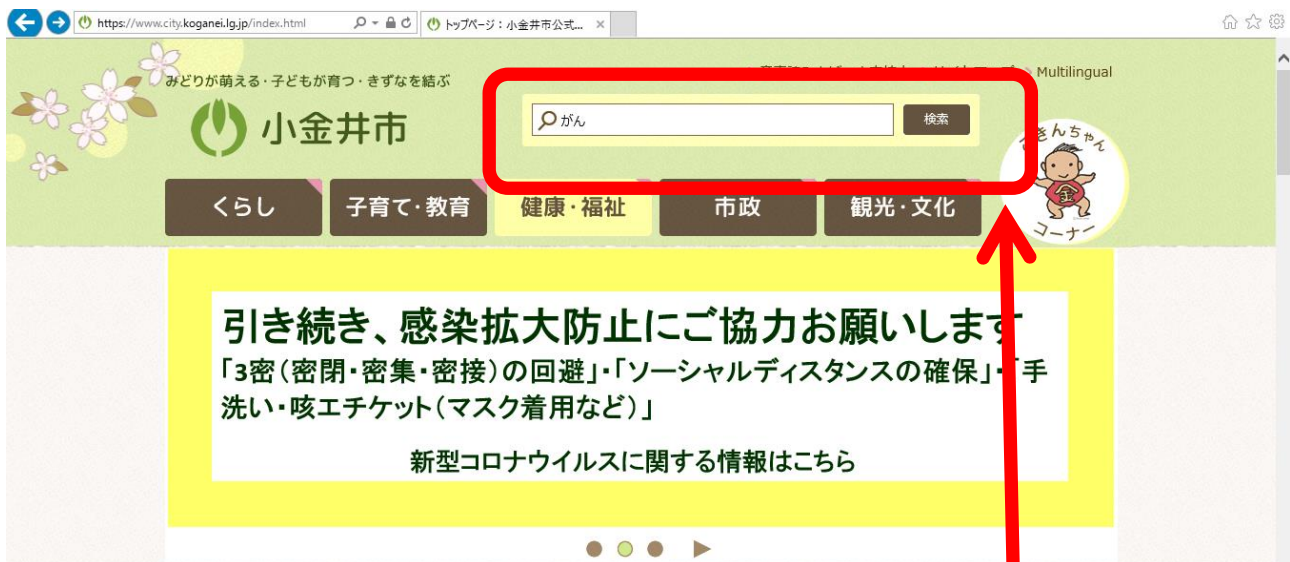 https://www.city.koganei.lg.jp/index.html
トップページ：小金井市公式...
みどりが萌える・子どもが育つ・きずなを結ぶ
Multilingual
小金井市
がん
検索
こきんちゃん
コーナー
金
くらし
子育て・教育
健康・福祉
市政
観光・文化
引き続き、感染拡大防止にご協力お願いします
「3密（密閉・密集・密接）の回避」・「ソーシャルディスタンスの確保」・「手
洗い・咳エチケット（マスク着用など）」
新型コロナウイルスに関する情報はこちら